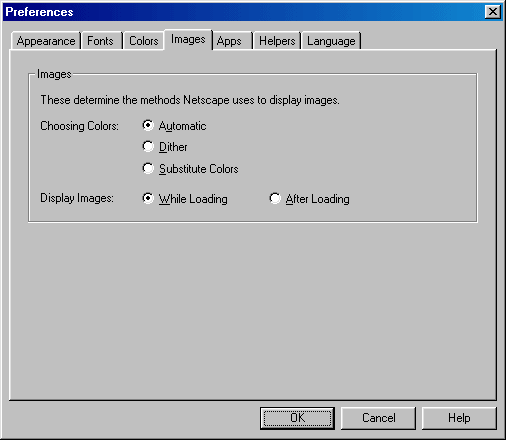 Preferences
Appearance Fonts Colors Images Apps Helpers Language
Images
These determine the methods Netscape uses to display images.
Choosing Colors: Automatic
Dither
Substitute Colors
Display Images: While Loading After Loading
OK Cancel Help